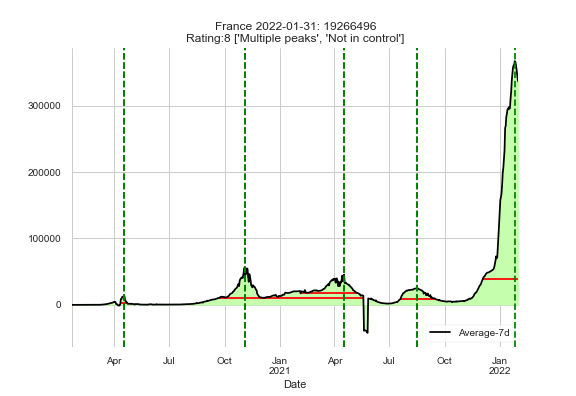 France 2022-01-31: 19266496
Rating:8 ['Multiple peaks', 'Not in control']
300000
200000
100000
0
Average-7d
Apr
Jul
Oct
Jan
2021
Apr
Jul
Oct
Jan
2022
Date